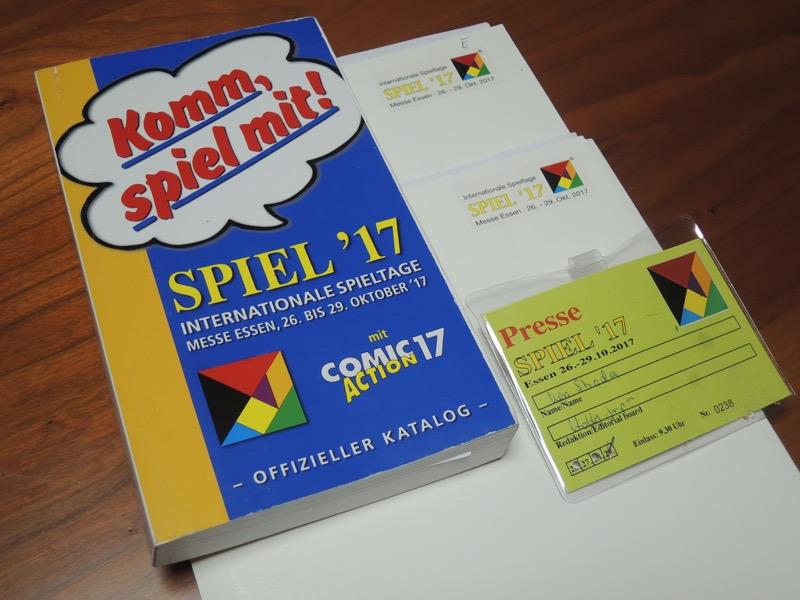 Komm,
spiel mit!
SPIEL '17
INTERNATIONALE SPIELTAGE
MESSE ESSEN, 26. BIS 29. OKTOBER '17
mit
COMIC
ACTION 17
– OFFIZIELLER KATALOG –
E
Internationale Spieltage
SPIEL '17
Messe Essen · 26. - 29. Okt. 2017
Internationale Spieltage
SPIEL '17
Messe Essen · 26. - 29. Okt. 2017
Presse
SPIEL '17
Essen 26.-29.10.2017
Name/Name
Redaktion/Editorial board
Einlass: 9.30 Uhr
Nr. 0238